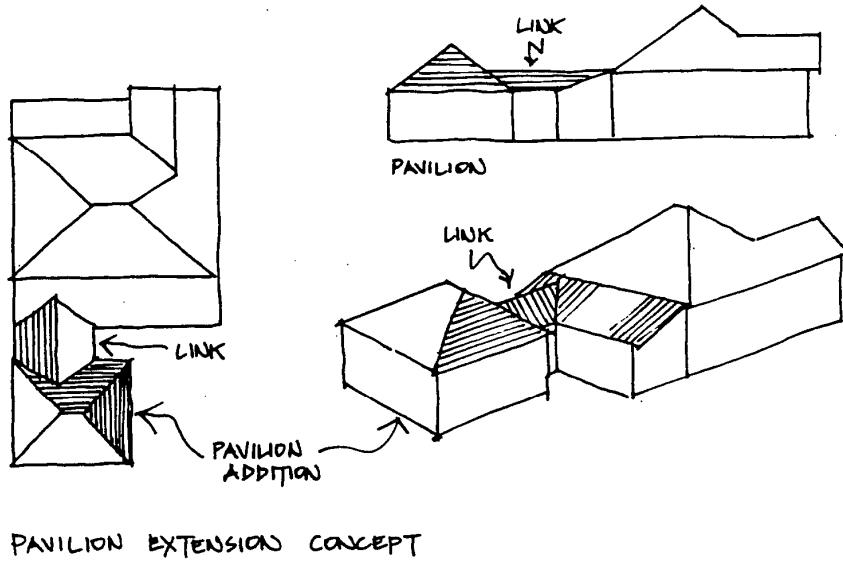 LINK
PAVILION
LINK
LINK
PAVILION
ADDITION
PAVILION EXTENSION CONCEPT